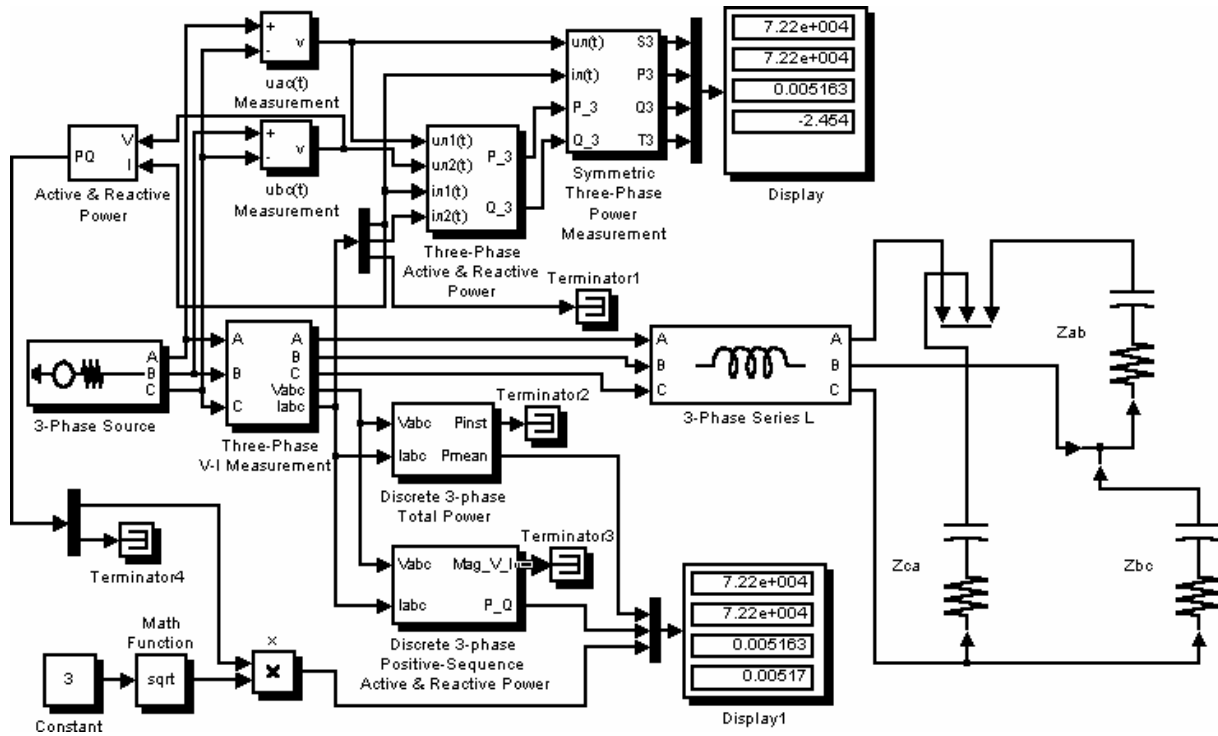 +
-
v
uac(t)
Measurement
+
-
v
ubc(t)
Measurement
V
I
PQ
Active & Reactive
Power
uл1(t)
uл2(t)
iл1(t)
iл2(t)
P_3
Q_3
Three-Phase
Active & Reactive
Power
uл(t)
iл(t)
P_3
Q_3
S3
P3
Q3
T3
Symmetric
Three-Phase
Power
Measurement
7.22e+004
7.22e+004
0.005163
-2.454
Display
Terminator1
A
B
C
3-Phase Source
A
B
C
A
B
C
Vabc
Iabc
Three-Phase
V-I Measurement
A
B
C
A
B
C
3-Phase Series L
Zab
Zca
Zbc
Terminator2
Vabc
Iabc
Pinst
Pmean
Discrete 3-phase
Total Power
Terminator3
Vabc
Iabc
Mag_V_I
P_Q
Discrete 3-phase
Positive-Sequence
Active & Reactive Power
Terminator4
Math
Function
3
Constant
sqrt
x
×
7.22e+004
7.22e+004
0.005163
0.00517
Display1